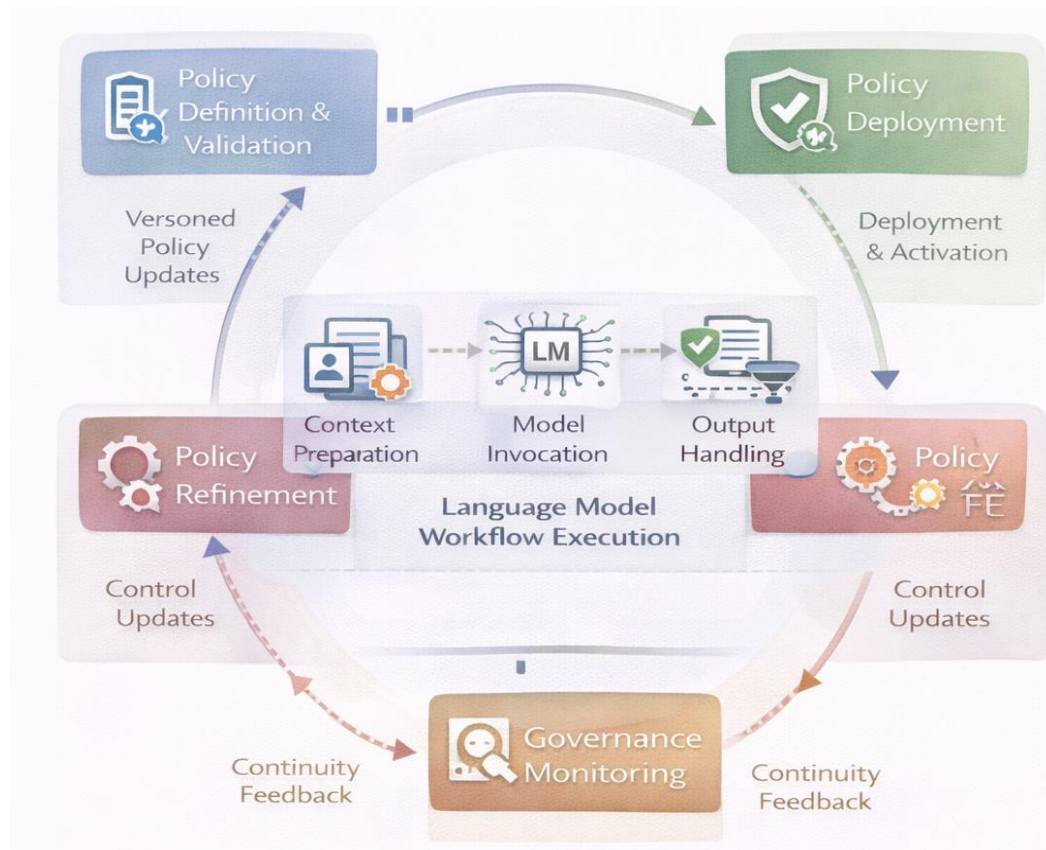 Policy
Definition &
Validation
Policy
Deployment
Versoned
Policy
Updates
Deployment
& Activation
LM
Context
Preparation
Model
Invocation
Output
Handling
Policy
Refinement
Policy
Language Model
Workflow Execution
Control
Updates
Control
Updates
Governance
Monitoring
Continuity
Feedback
Continuity
Feedback